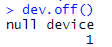 > dev.off()
null device
1